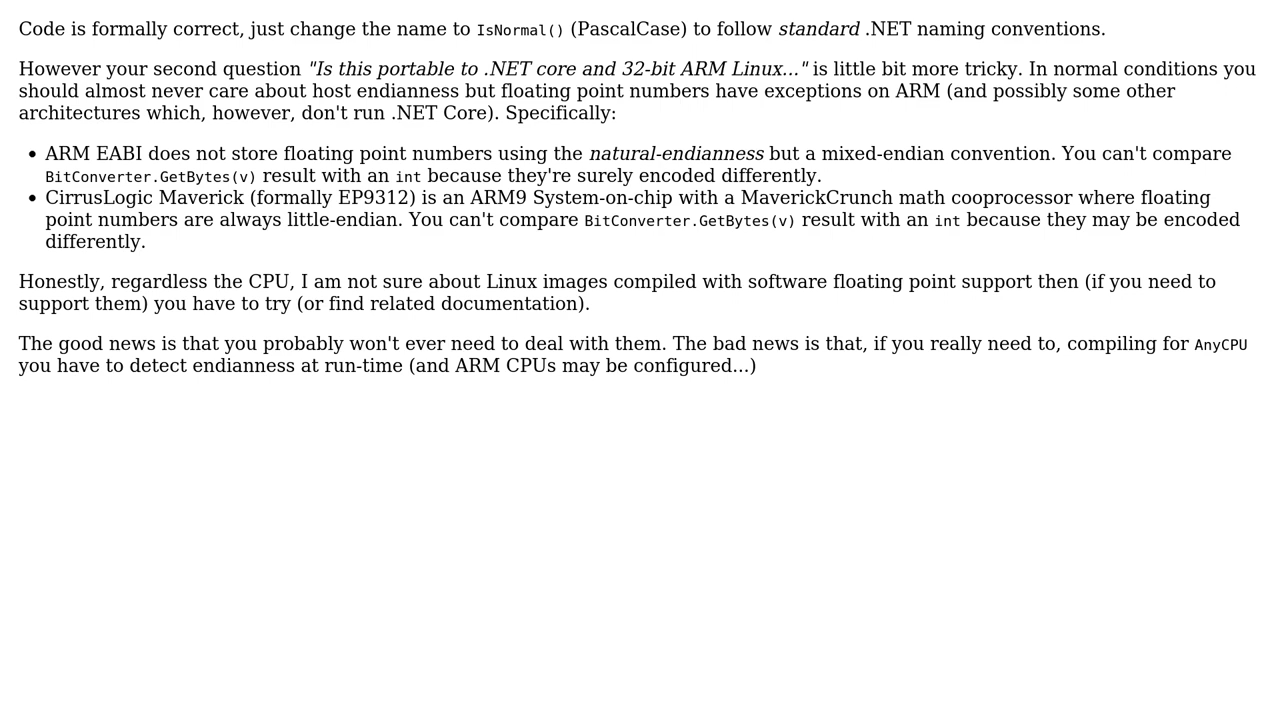 Code is formally correct, just change the name to IsNormal() (PascalCase) to follow standard .NET naming conventions.
However your second question "Is this portable to .NET core and 32-bit ARM Linux..." is little bit more tricky. In normal conditions you
should almost never care about host endianness but floating point numbers have exceptions on ARM (and possibly some other
architectures which, however, don't run .NET Core). Specifically:
• ARM EABI does not store floating point numbers using the natural-endianness but a mixed-endian convention. You can't compare
BitConverter.GetBytes(v) result with an int because they're surely encoded differently.
• CirrusLogic Maverick (formally EP9312) is an ARM9 System-on-chip with a MaverickCrunch math cooprocessor where floating
point numbers are always little-endian. You can't compare BitConverter.GetBytes(v) result with an int because they may be encoded
differently.
Honestly, regardless the CPU, I am not sure about Linux images compiled with software floating point support then (if you need to
support them) you have to try (or find related documentation).
The good news is that you probably won't ever need to deal with them. The bad news is that, if you really need to, compiling for AnyCPU
you have to detect endianness at run-time (and ARM CPUs may be configured...)